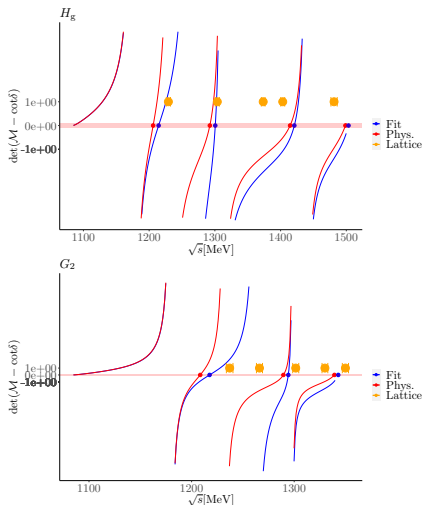 H_g
det(ℳ − cotδ)
1e+00
0e+00
-1e+00
1100 1200 1300 1400 1500
√s[MeV]
Fit
Phys.
Lattice
G_2
det(ℳ − cotδ)
1e+00
0e+00
-1e+00
1100 1200 1300
√s[MeV]
Fit
Phys.
Lattice